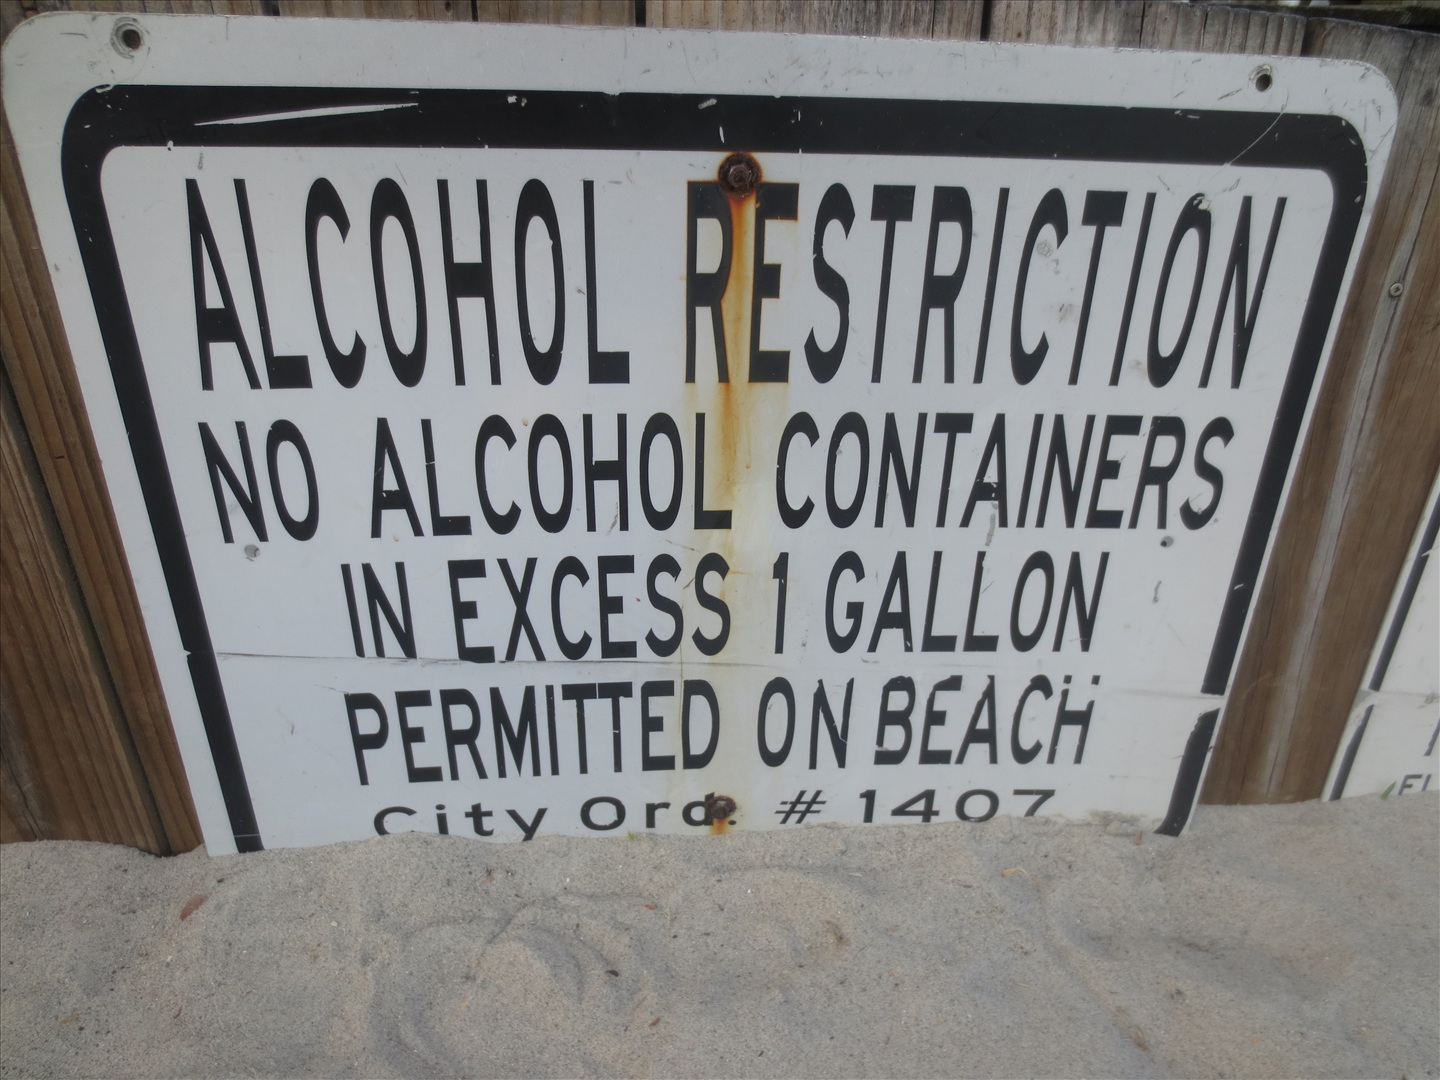 ALCOHOL RESTRICTION
NO ALCOHOL CONTAINERS
IN EXCESS 1 GALLON
PERMITTED ON BEACH
City Ord. # 1407